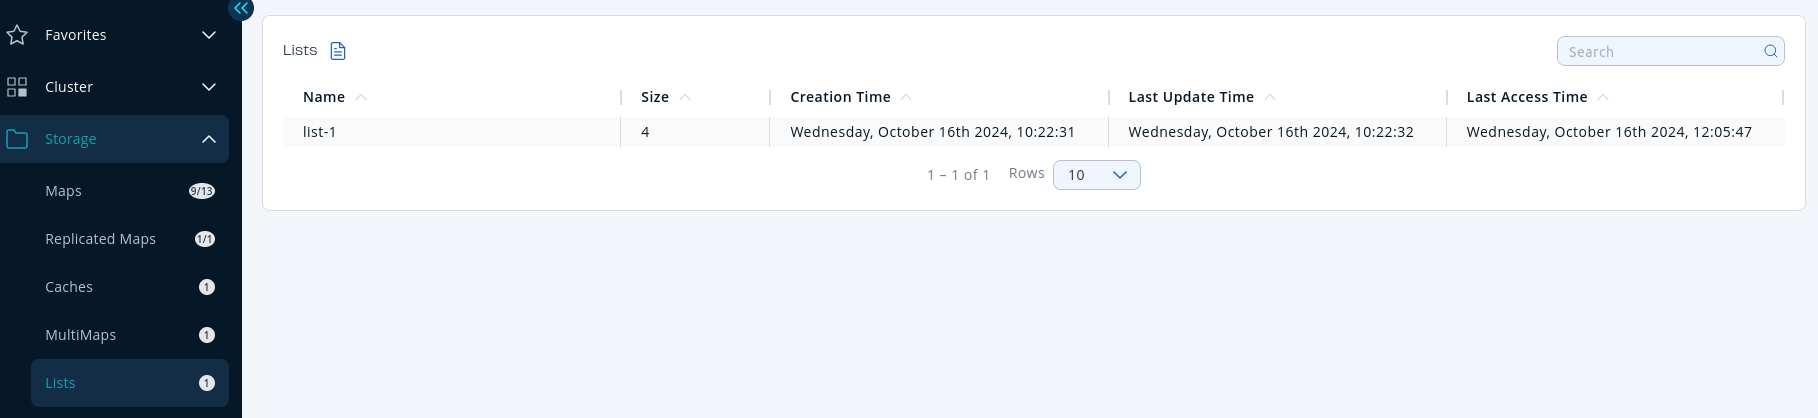 Favorites
Cluster
Storage
Maps 9/13
Replicated Maps 1/1
Caches 1
MultiMaps 1
Lists 1
Lists
Search
Name Size Creation Time Last Update Time Last Access Time
list-1 4 Wednesday, October 16th 2024, 10:22:31 Wednesday, October 16th 2024, 10:22:32 Wednesday, October 16th 2024, 12:05:47
1 – 1 of 1 Rows 10